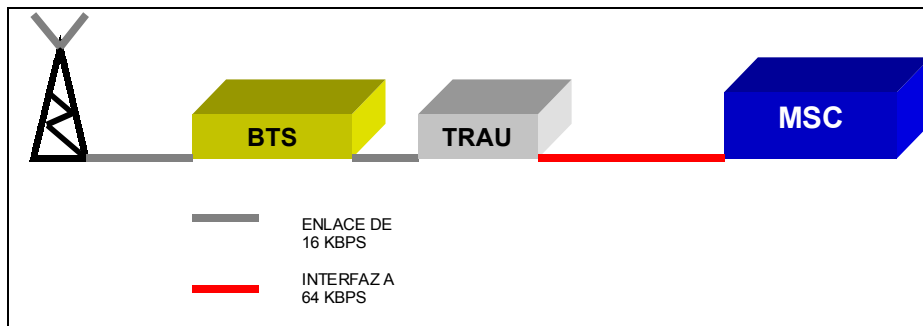 BTS
TRAU
MSC
ENLACE DE
16 KBPS
INTERFAZ A
64 KBPS